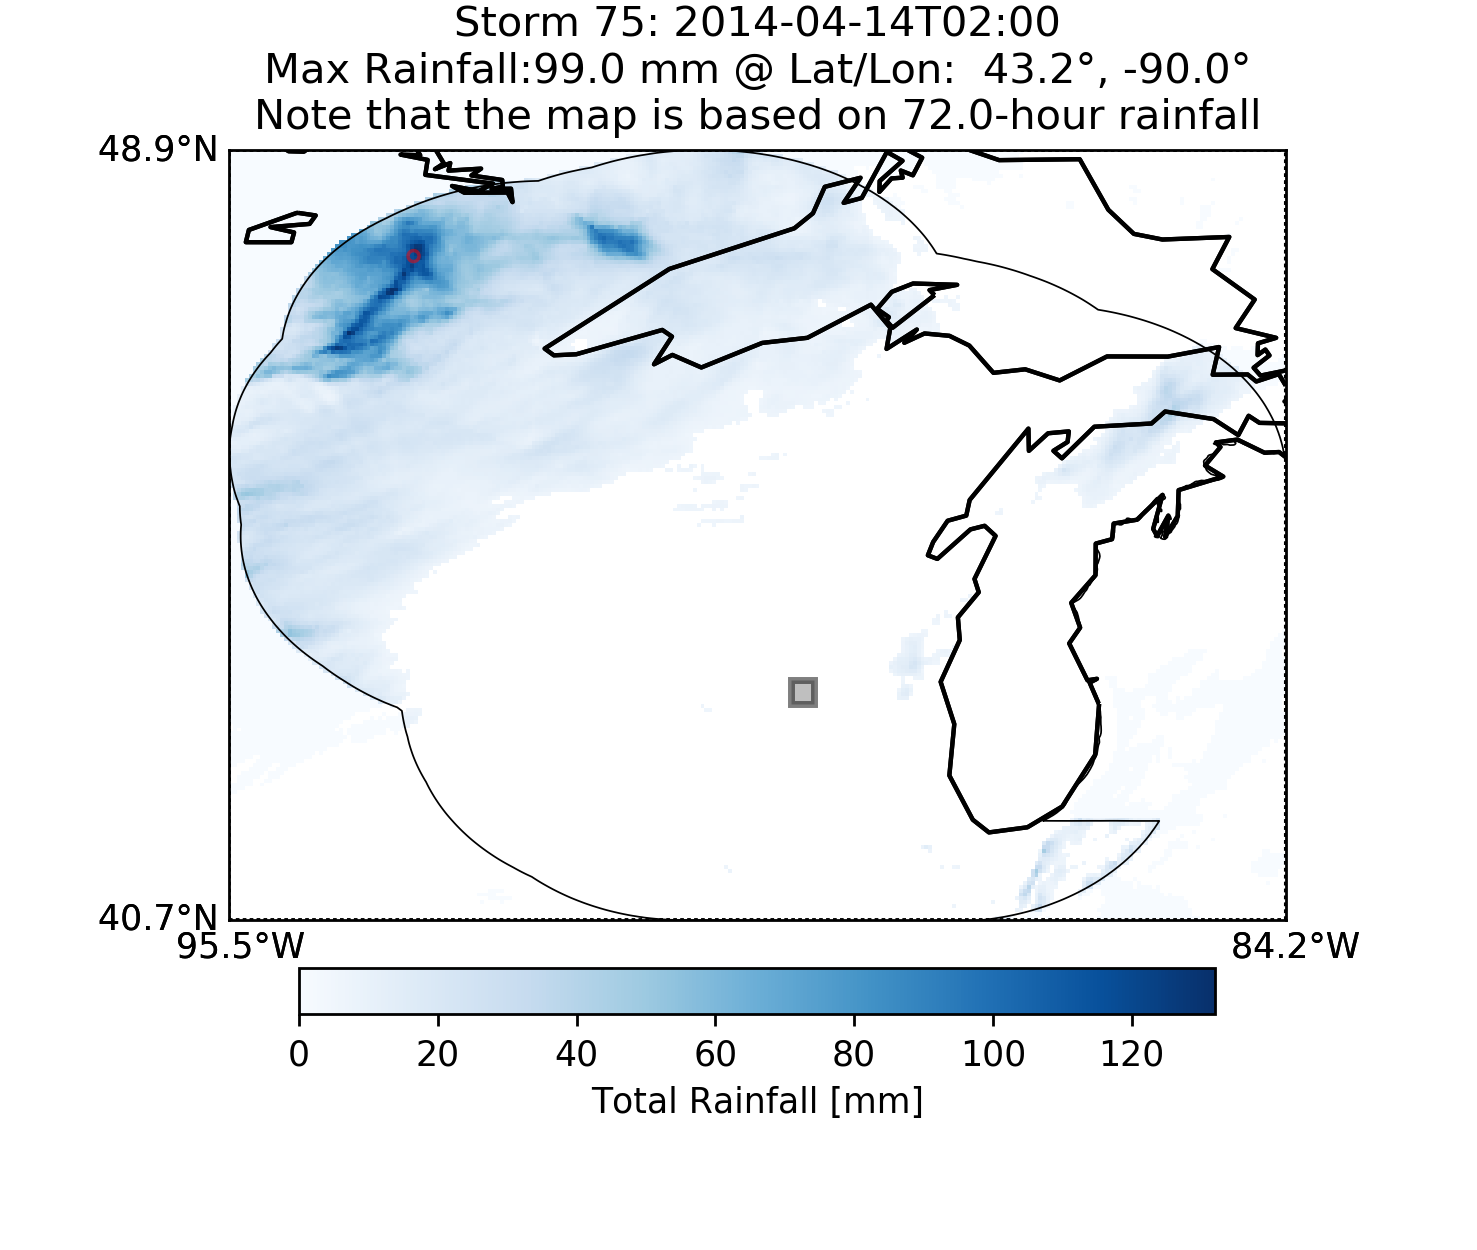 Storm 75: 2014-04-14T02:00
Max Rainfall:99.0 mm @ Lat/Lon:  43.2°, -90.0°
Note that the map is based on 72.0-hour rainfall
48.9°N
40.7°N
95.5°W
84.2°W
0 20 40 60 80 100 120
Total Rainfall [mm]